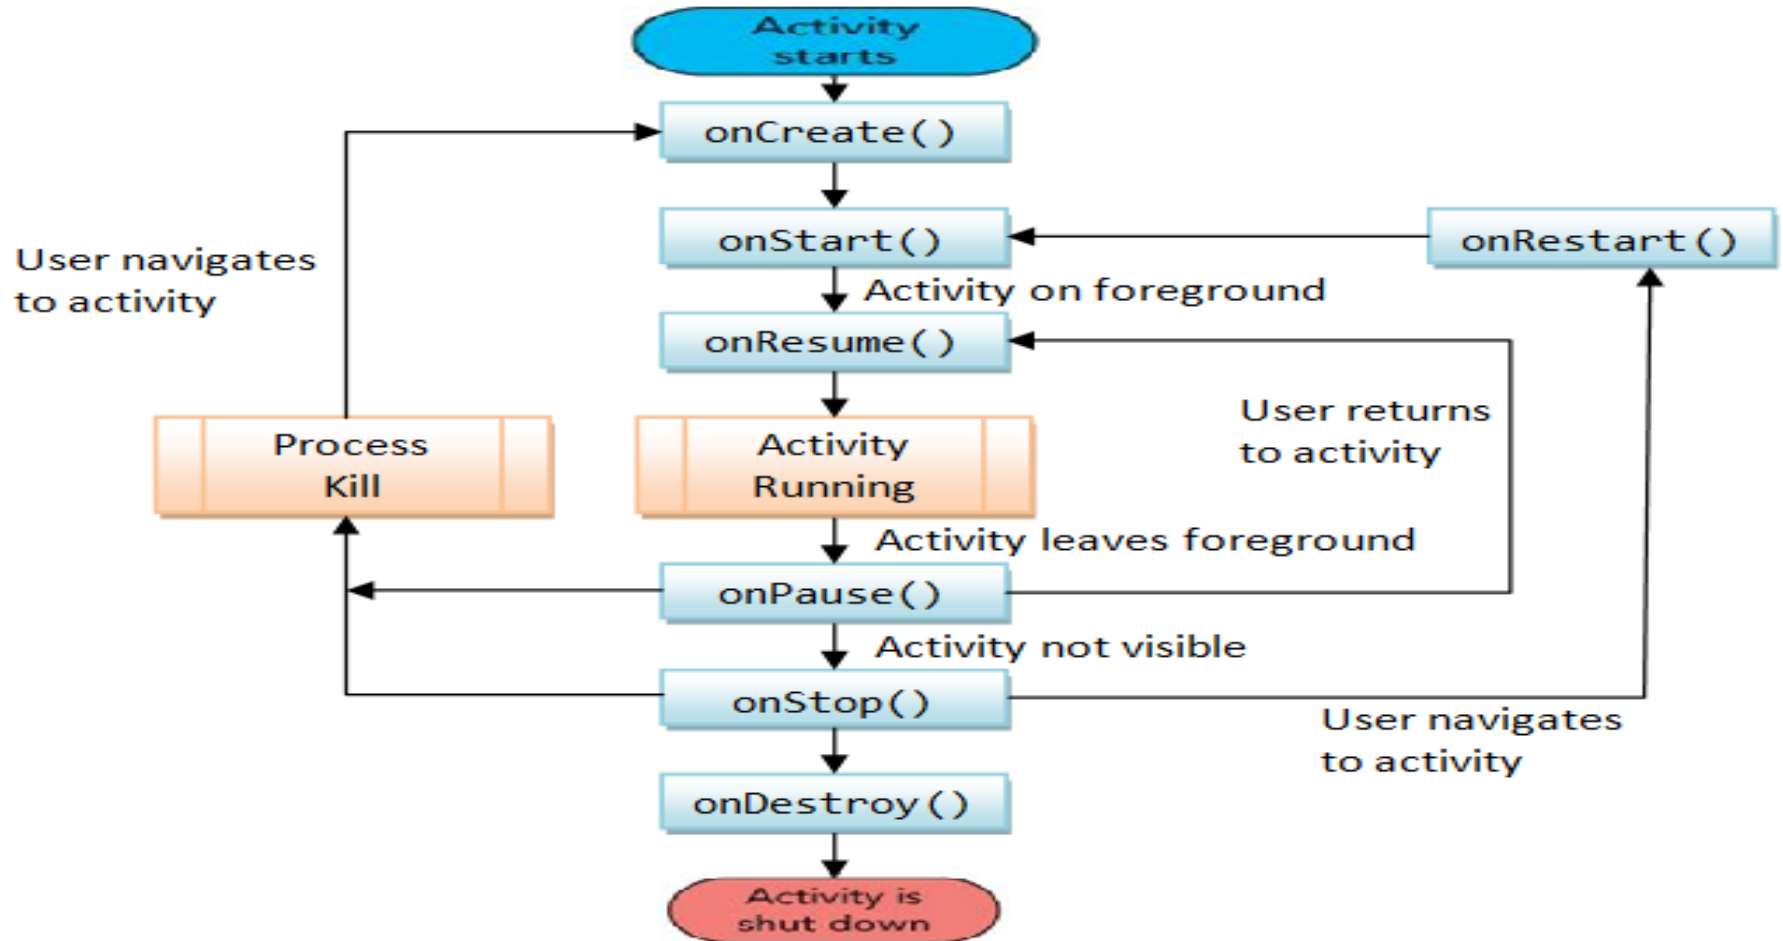 Activity
starts
onCreate()
User navigates
to activity
onStart()
onRestart()
Activity on foreground
onResume()
User returns
to activity
Process
Kill
Activity
Running
Activity leaves foreground
onPause()
Activity not visible
onStop()
User navigates
to activity
onDestroy()
Activity is
shut down